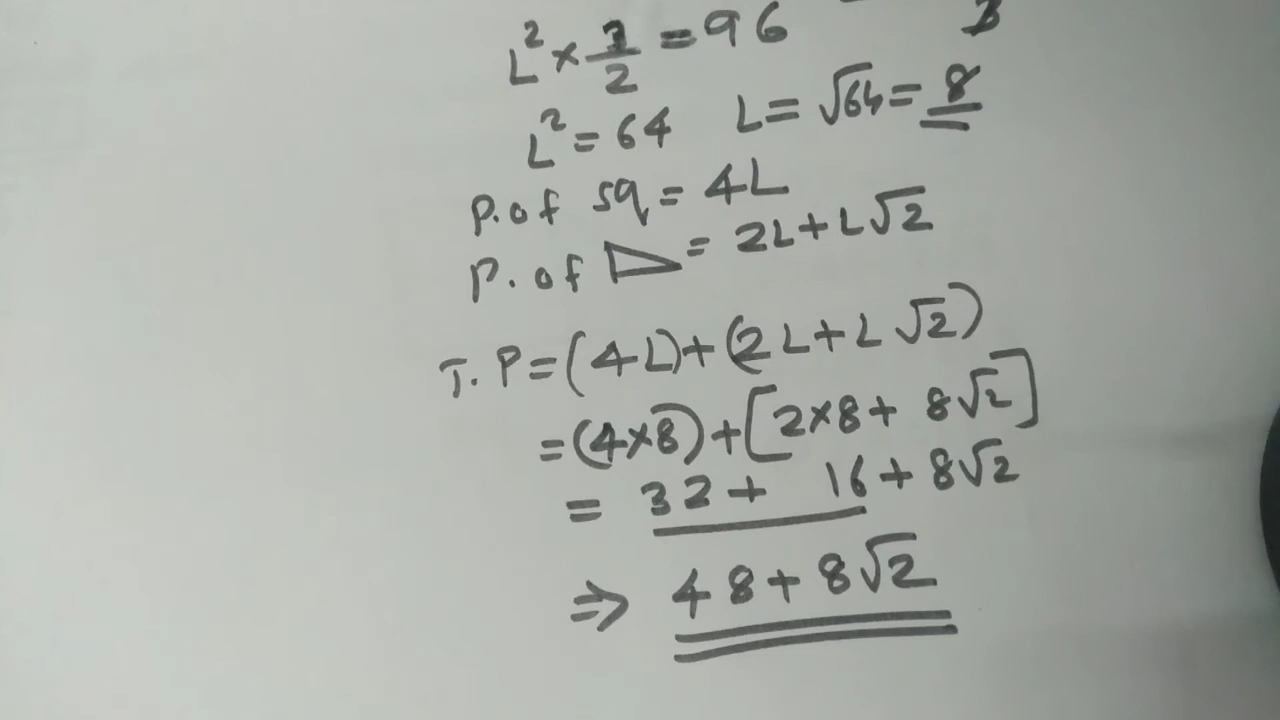 L² × 3/2 = 96 3
L² = 64 L = √64 = 8
P. of sq = 4L
P. of ◺ = 2L + L√2
T. P = (4L) + (2L + L√2)
= (4×8) + [2×8 + 8√2]
= 32 + 16 + 8√2
⇒ 48 + 8√2